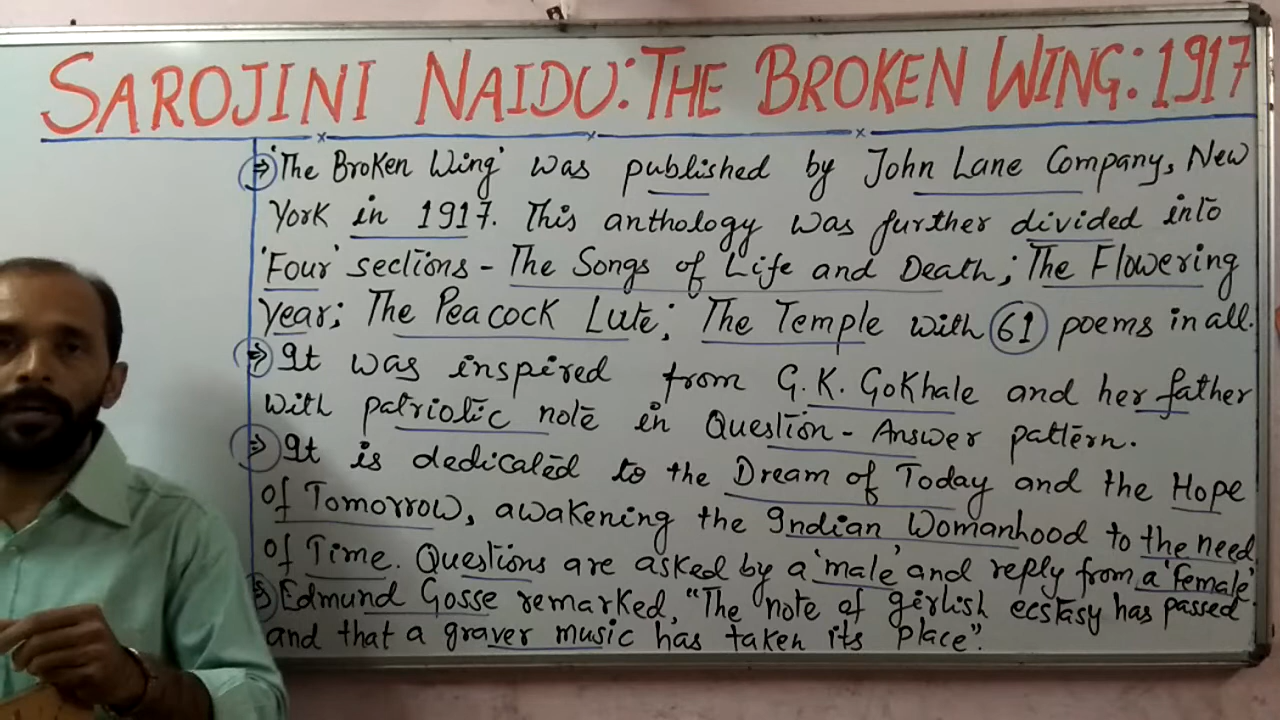 SAROJINI NAIDU: THE BROKEN WING: 1917
⇒ 'The Broken Wing' was published by John Lane Company, New
York in 1917. This anthology was further divided into
'Four' sections - The Songs of Life and Death; The Flowering
Year; The Peacock Lute; The Temple with 61 poems in all.
⇒ It was inspired from G. K. Gokhale and her father
with patriotic note in Question - Answer pattern.
⇒ It is dedicated to the Dream of Today and the Hope
of Tomorrow, awakening the Indian Womanhood to the need
of Time. Questions are asked by a 'male' and reply from a 'female'.
⇒ Edmund Gosse remarked, "The note of girlish ecstasy has passed
and that a graver music has taken its place".